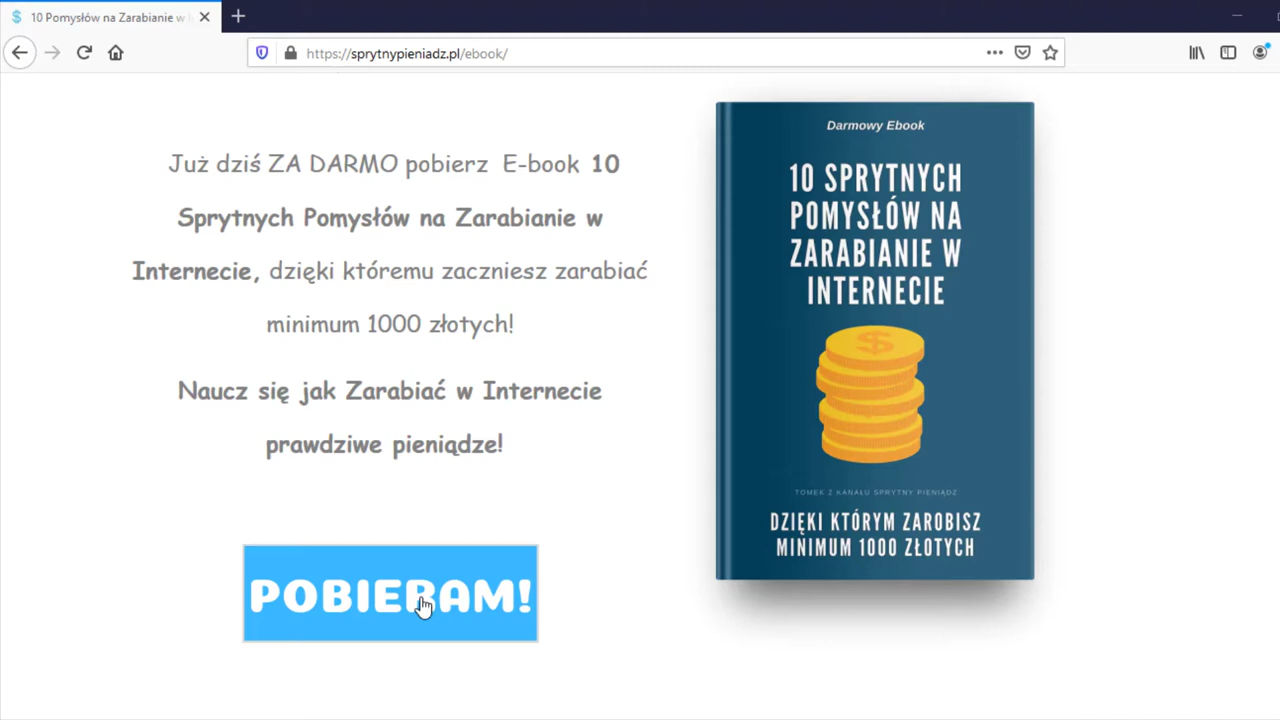 10 Pomysłów na Zarabianie w I
https://sprytnypieniadz.pl/ebook/
Już dziś ZA DARMO pobierz E-book 10
Sprytnych Pomysłów na Zarabianie w
Internecie, dzięki któremu zaczniesz zarabiać
minimum 1000 złotych!
Naucz się jak Zarabiać w Internecie
prawdziwe pieniądze!
POBIERAM!
Darmowy Ebook
10 SPRYTNYCH
POMYSŁÓW NA
ZARABIANIE W
INTERNECIE
TOMEK Z KANAŁU SPRYTNY PIENIĄDZ
DZIĘKI KTÓRYM ZAROBISZ
MINIMUM 1000 ZŁOTYCH